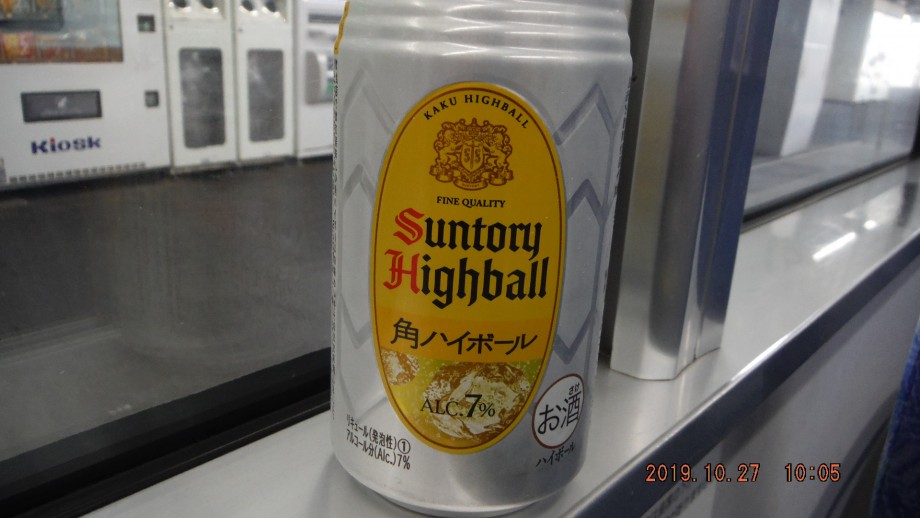 Kiosk
KAKU HIGHBALL
FINE QUALITY
Suntory
Highball
角ハイボール
ALC.7%
リキュール(発泡性)①
アルコール分(Alc.)7%
さけ
お酒
ハイボール
2019.10.27 10:05